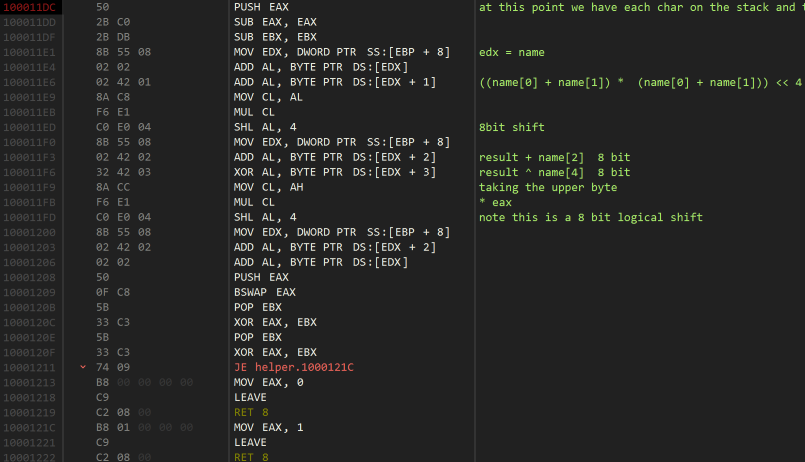 100011DC 50 PUSH EAX at this point we have each char on the stack and
100011DD 2B C0 SUB EAX, EAX
100011DF 2B DB SUB EBX, EBX
100011E1 8B 55 08 MOV EDX, DWORD PTR SS:[EBP + 8] edx = name
100011E4 02 02 ADD AL, BYTE PTR DS:[EDX]
100011E6 02 42 01 ADD AL, BYTE PTR DS:[EDX + 1] ((name[0] + name[1]) * (name[0] + name[1])) << 4
100011E9 8A C8 MOV CL, AL
100011EB F6 E1 MUL CL
100011ED C0 E0 04 SHL AL, 4 8bit shift
100011F0 8B 55 08 MOV EDX, DWORD PTR SS:[EBP + 8]
100011F3 02 42 02 ADD AL, BYTE PTR DS:[EDX + 2] result + name[2] 8 bit
100011F6 32 42 03 XOR AL, BYTE PTR DS:[EDX + 3] result ^ name[4] 8 bit
100011F9 8A CC MOV CL, AH taking the upper byte
100011FB F6 E1 MUL CL * eax
100011FD C0 E0 04 SHL AL, 4 note this is a 8 bit logical shift
10001200 8B 55 08 MOV EDX, DWORD PTR SS:[EBP + 8]
10001203 02 42 02 ADD AL, BYTE PTR DS:[EDX + 2]
10001206 02 02 ADD AL, BYTE PTR DS:[EDX]
10001208 50 PUSH EAX
10001209 0F C8 BSWAP EAX
1000120B 5B POP EBX
1000120C 33 C3 XOR EAX, EBX
1000120E 5B POP EBX
1000120F 33 C3 XOR EAX, EBX
10001211 74 09 JE helper.1000121C
10001213 B8 00 00 00 00 MOV EAX, 0
10001218 C9 LEAVE
10001219 C2 08 00 RET 8
1000121C B8 01 00 00 00 MOV EAX, 1
10001221 C9 LEAVE
10001222 C2 08 00 RET 8